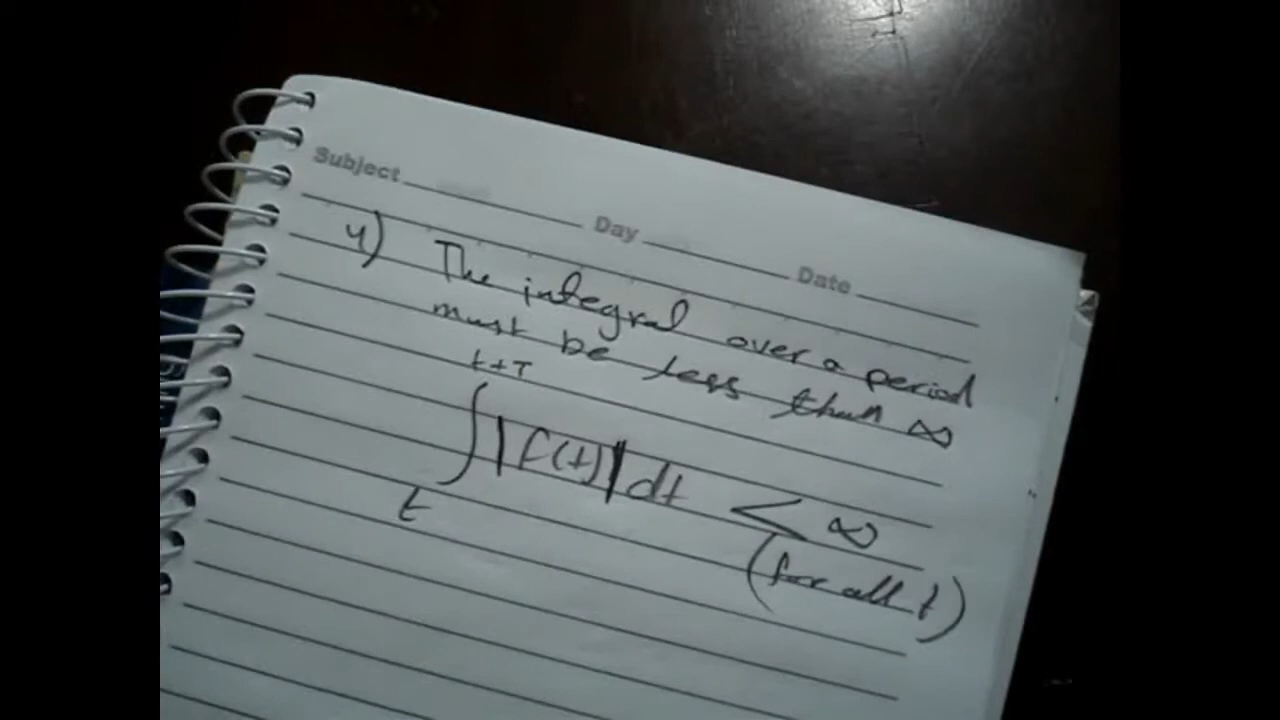 Subject Day Date
4) The integral over a period
must be less than ∞
t+T
∫ |f(t)| dt < ∞
t
(for all t)